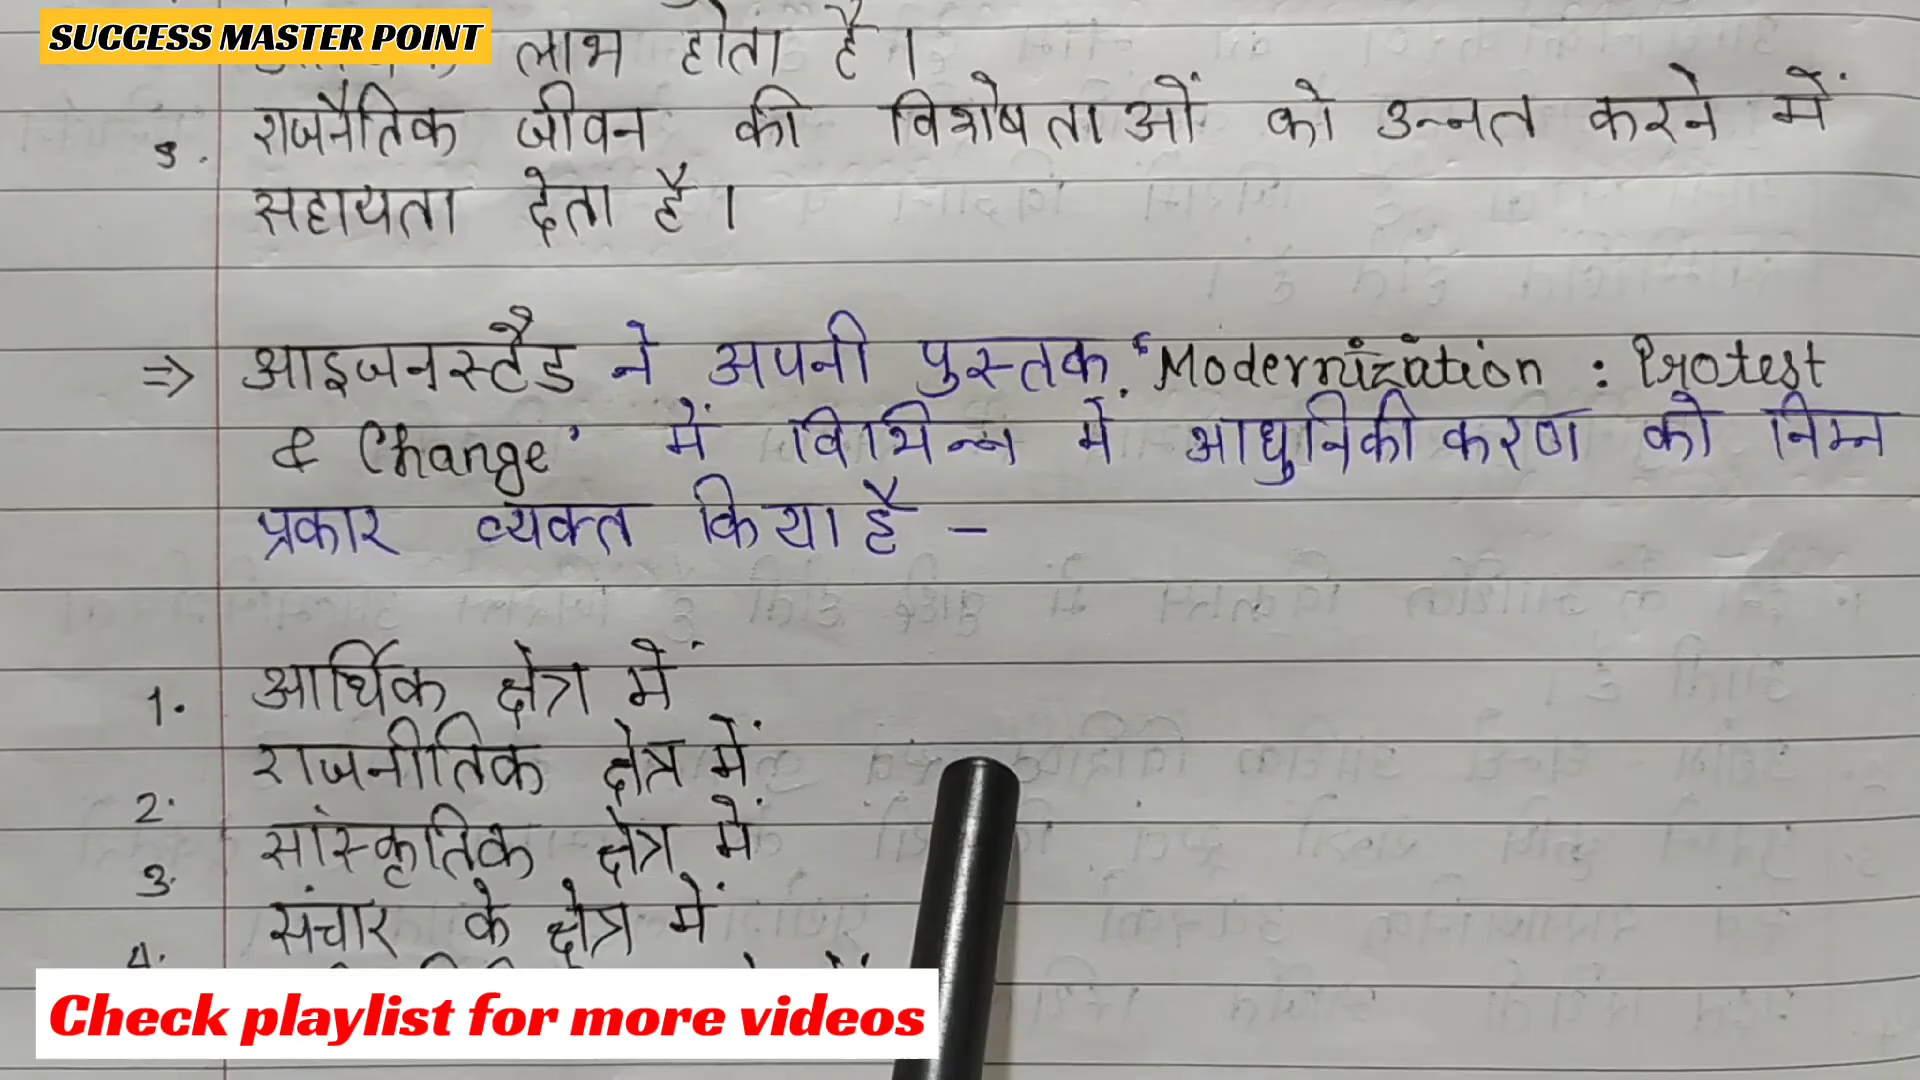 SUCCESS MASTER POINT
लाभ होता है ।
9. राजनैतिक जीवन की विशेषताओं को उन्नत करने में
सहायता देता है ।
⇒ आइजनस्टैड ने अपनी पुस्तक 'Modernization : Protest
& Change' में विभिन्न में आधुनिकीकरण को निम्न
प्रकार व्यक्त किया है –
1. आर्थिक क्षेत्र में
2. राजनीतिक क्षेत्र में
3. सांस्कृतिक क्षेत्र में
4. संचार के क्षेत्र में
Check playlist for more videos